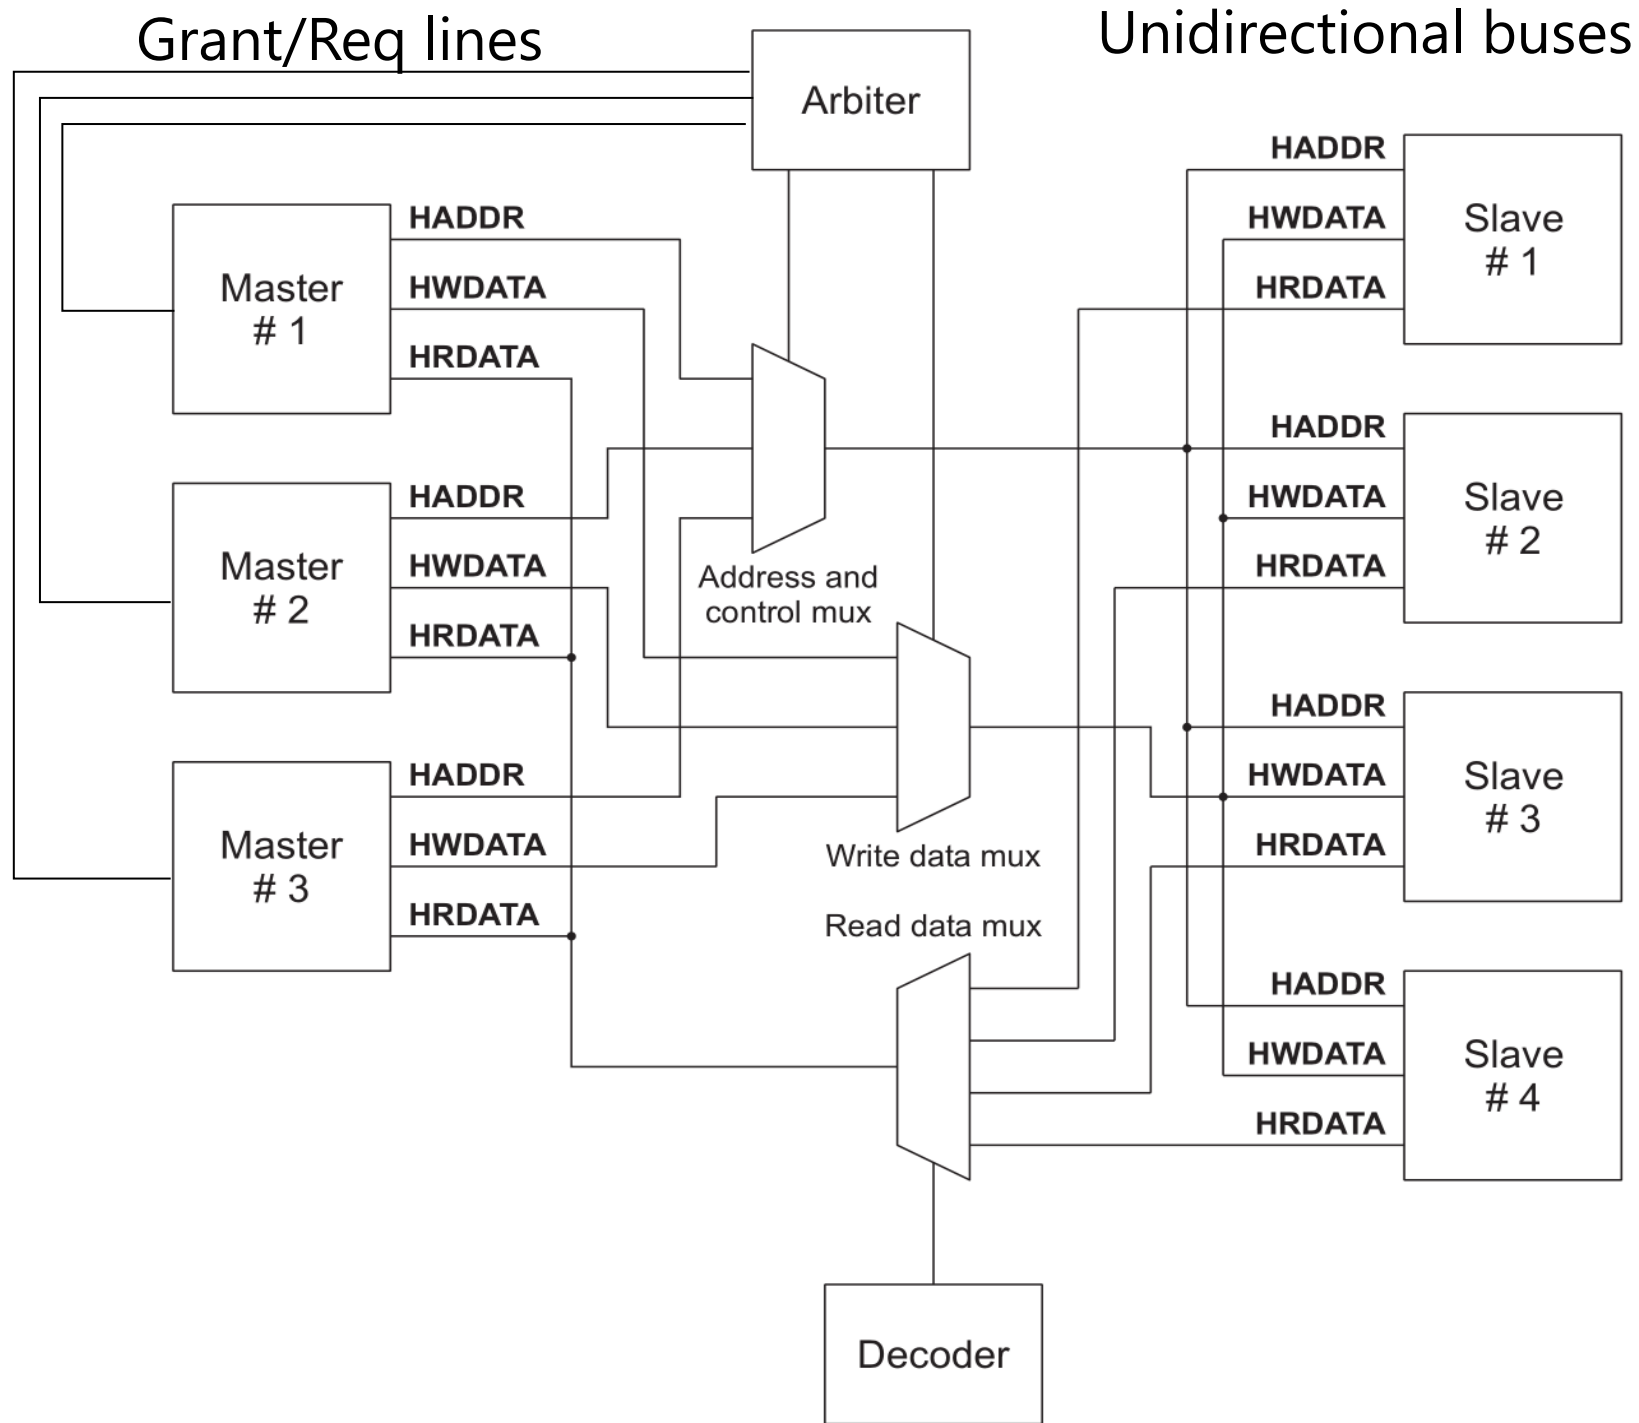 Grant/Req lines
Unidirectional buses
Arbiter
Master
# 1
HADDR
HWDATA
HRDATA
Master
# 2
HADDR
HWDATA
HRDATA
Master
# 3
HADDR
HWDATA
HRDATA
Address and
control mux
Write data mux
Read data mux
HADDR
HWDATA
HRDATA
Slave
# 1
HADDR
HWDATA
HRDATA
Slave
# 2
HADDR
HWDATA
HRDATA
Slave
# 3
HADDR
HWDATA
HRDATA
Slave
# 4
Decoder